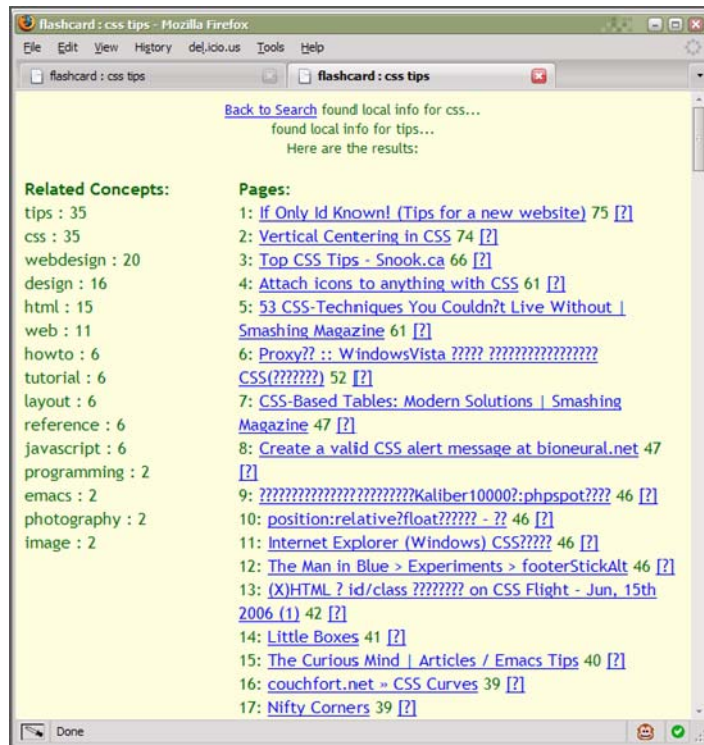 flashcard : css tips - Mozilla Firefox
File Edit View History del.icio.us Tools Help
flashcard : css tips
flashcard : css tips
Back to Search found local info for css...
found local info for tips...
Here are the results:
Related Concepts:
tips : 35
css : 35
webdesign : 20
design : 16
html : 15
web : 11
howto : 6
tutorial : 6
layout : 6
reference : 6
javascript : 6
programming : 2
emacs : 2
photography : 2
image : 2
Pages:
1: If Only Id Known! (Tips for a new website) 75 [?]
2: Vertical Centering in CSS 74 [?]
3: Top CSS Tips - Snook.ca 66 [?]
4: Attach icons to anything with CSS 61 [?]
5: 53 CSS-Techniques You Couldn?t Live Without |
Smashing Magazine 61 [?]
6: Proxy?? :: WindowsVista ????? ?????????????????
CSS(???????) 52 [?]
7: CSS-Based Tables: Modern Solutions | Smashing
Magazine 47 [?]
8: Create a valid CSS alert message at bioneural.net 47
[?]
9: ????????????????????????Kaliber10000?:phpspot???? 46 [?]
10: position:relative?float?????? - ?? 46 [?]
11: Internet Explorer (Windows) CSS????? 46 [?]
12: The Man in Blue > Experiments > footerStickAlt 46 [?]
13: (X)HTML ? id/class ???????? on CSS Flight - Jun, 15th
2006 (1) 42 [?]
14: Little Boxes 41 [?]
15: The Curious Mind | Articles / Emacs Tips 40 [?]
16: couchfort.net » CSS Curves 39 [?]
17: Nifty Corners 39 [?]
Done